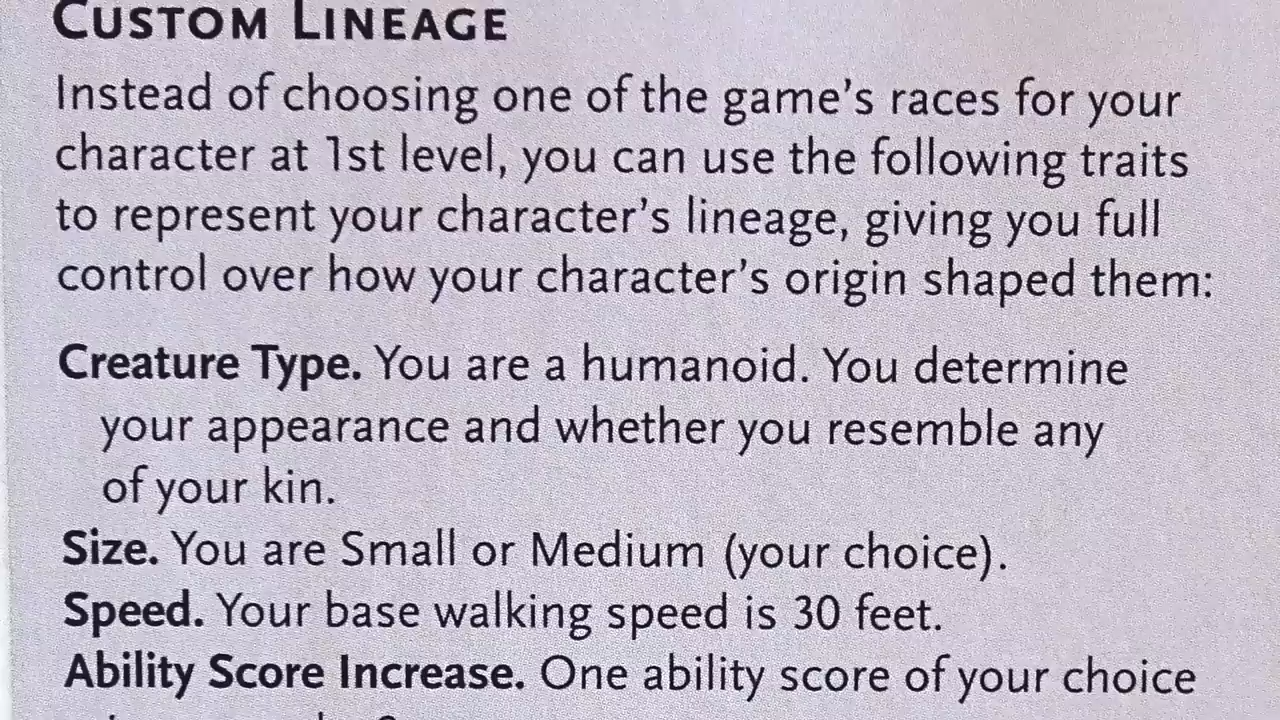 Custom Lineage
Instead of choosing one of the game's races for your
character at 1st level, you can use the following traits
to represent your character's lineage, giving you full
control over how your character's origin shaped them:
Creature Type. You are a humanoid. You determine
your appearance and whether you resemble any
of your kin.
Size. You are Small or Medium (your choice).
Speed. Your base walking speed is 30 feet.
Ability Score Increase. One ability score of your choice